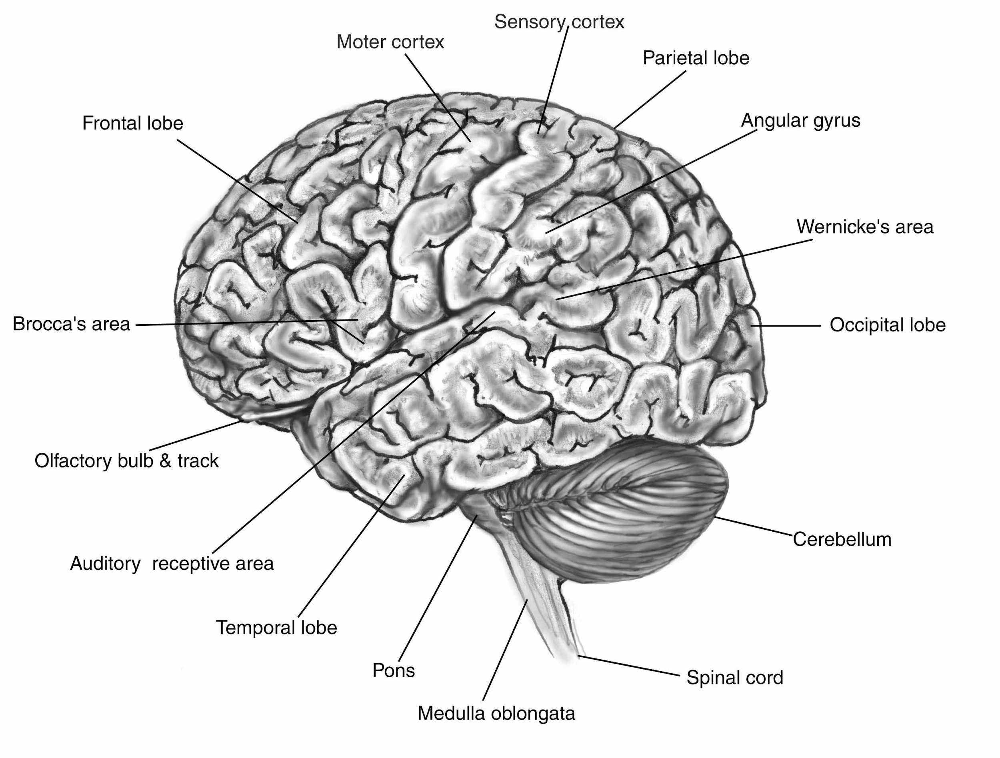 Sensory cortex
Moter cortex
Parietal lobe
Frontal lobe
Angular gyrus
Wernicke's area
Brocca's area
Occipital lobe
Olfactory bulb & track
Cerebellum
Auditory  receptive area
Temporal lobe
Pons
Spinal cord
Medulla oblongata